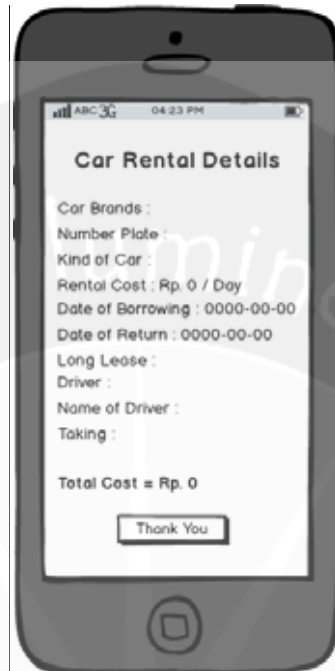 ABC 3G 04:23 PM
Car Rental Details
Car Brands :
Number Plate :
Kind of Car :
Rental Cost : Rp. 0 / Day
Date of Borrowing : 0000-00-00
Date of Return : 0000-00-00
Long Lease :
Driver :
Name of Driver :
Taking :
Total Cost = Rp. 0
Thank You